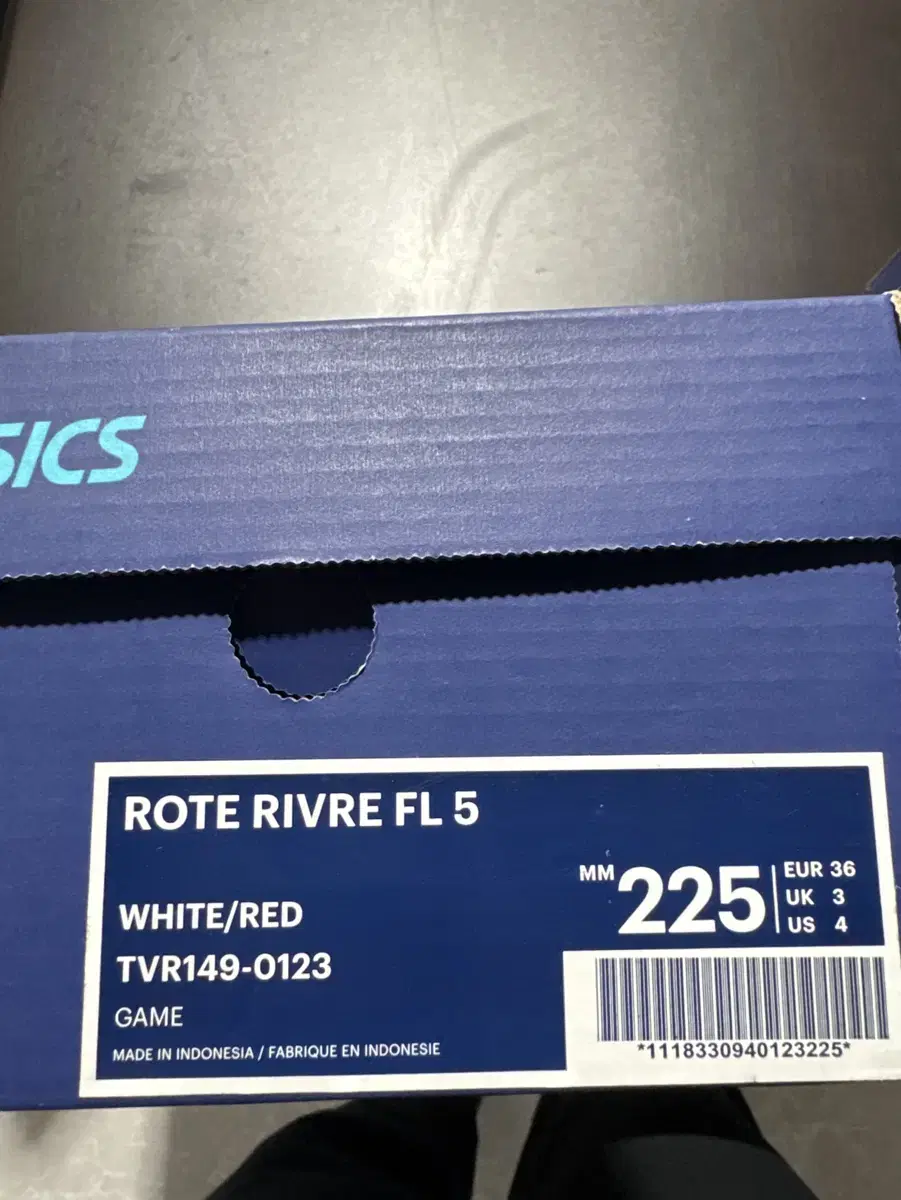 SICS
ROTE RIVRE FL 5
MM 225 EUR 36
UK 3
US 4
WHITE/RED
TVR149-0123
GAME
MADE IN INDONESIA / FABRIQUE EN INDONESIE
*1118330940123225*